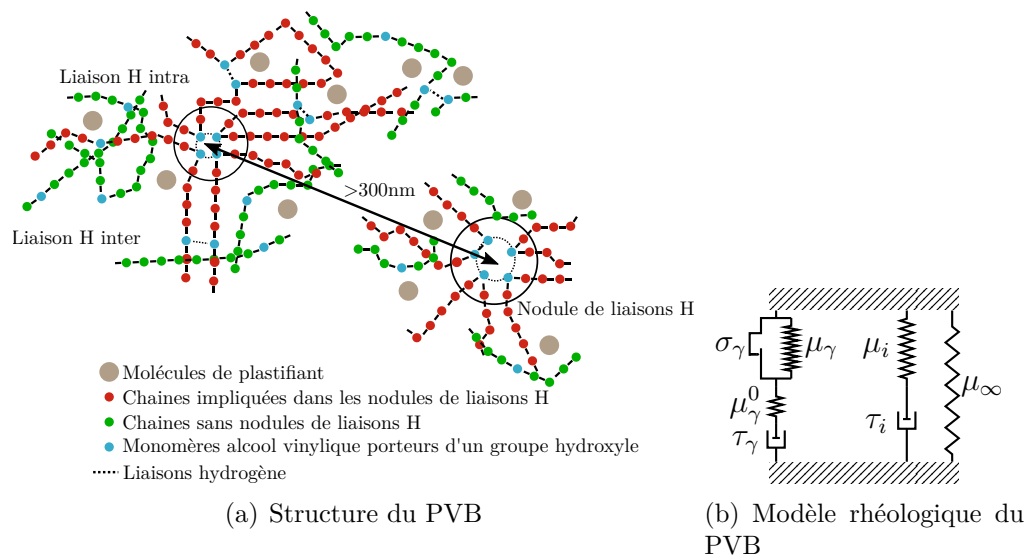 Liaison H intra
>300nm
Liaison H inter
Nodule de liaisons H
Molécules de plastifiant
Chaines impliquées dans les nodules de liaisons H
Chaines sans nodules de liaisons H
Monomères alcool vinylique porteurs d'un groupe hydroxyle
Liaisons hydrogène
(a) Structure du PVB
σγ
μγ
μi
μ∞
μγ0
τγ
τi
(b) Modèle rhéologique du
PVB